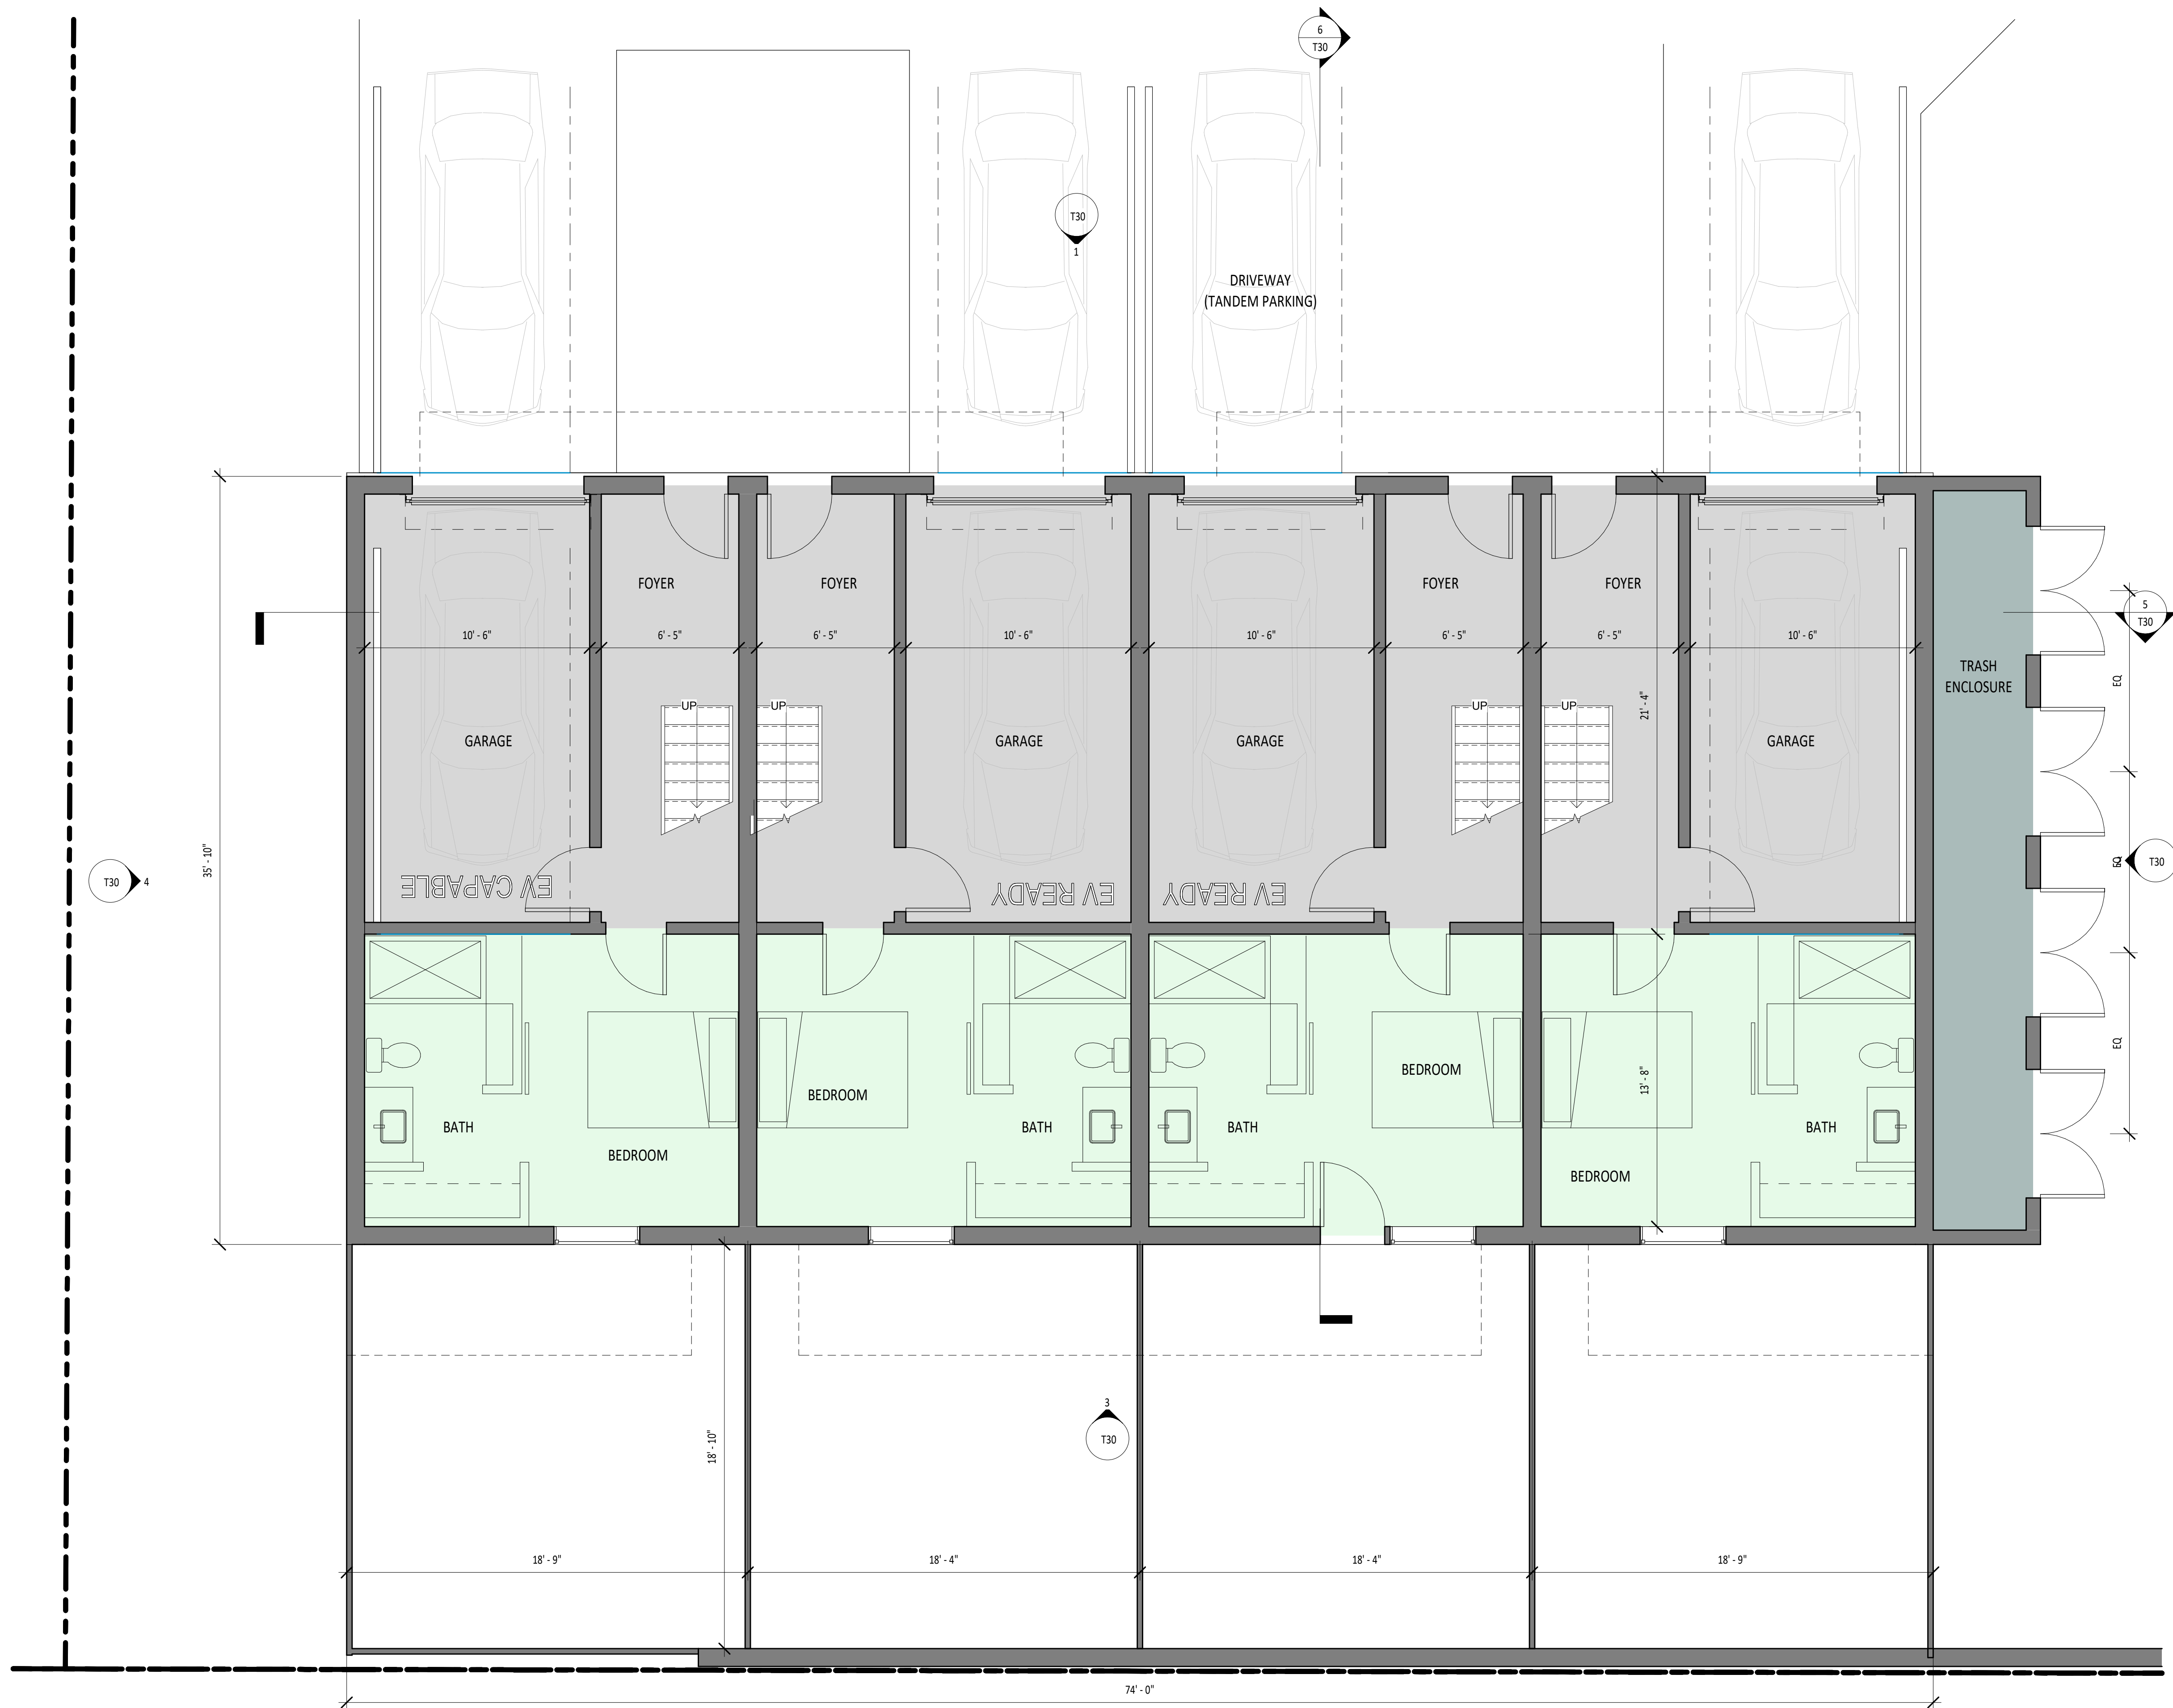 6
T30
T30
1
DRIVEWAY
(TANDEM PARKING)
FOYER
FOYER
FOYER
FOYER
5
T30
10' - 6"
6' - 5"
6' - 5"
10' - 6"
10' - 6"
6' - 5"
6' - 5"
10' - 6"
TRASH
ENCLOSURE
EQ
21' - 4"
UP
UP
UP
UP
GARAGE
GARAGE
GARAGE
GARAGE
35' - 10"
T30
4
EV CAPABLE
EV READY
EV READY
EQ
T30
EQ
BEDROOM
13' - 8"
BEDROOM
BATH
BATH
BATH
BATH
BEDROOM
BEDROOM
3
T30
18' - 10"
18' - 9"
18' - 4"
18' - 4"
18' - 9"
74' - 0"